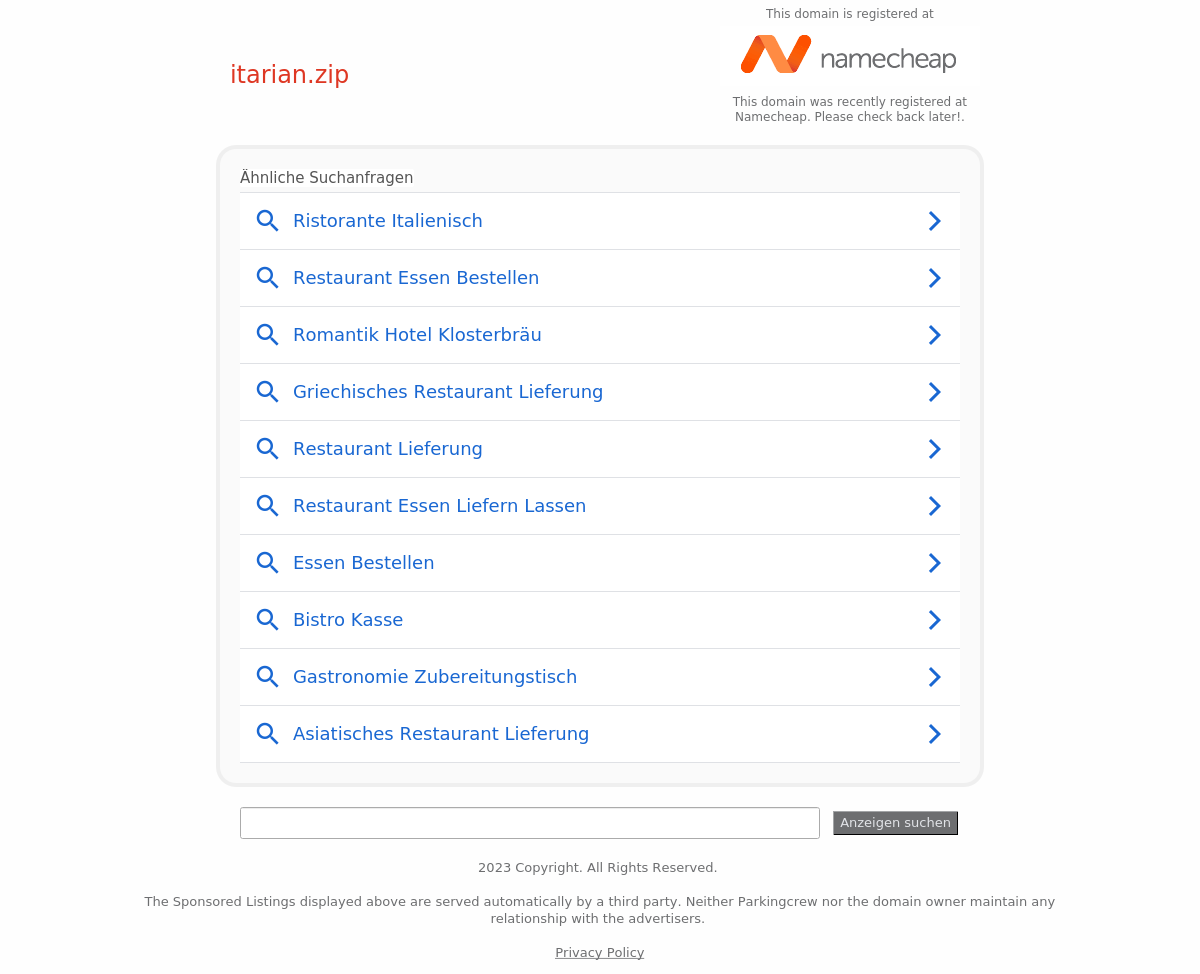 This domain is registered at
namecheap
itarian.zip
This domain was recently registered at
Namecheap. Please check back later!.
Ähnliche Suchanfragen
Ristorante Italienisch
Restaurant Essen Bestellen
Romantik Hotel Klosterbräu
Griechisches Restaurant Lieferung
Restaurant Lieferung
Restaurant Essen Liefern Lassen
Essen Bestellen
Bistro Kasse
Gastronomie Zubereitungstisch
Asiatisches Restaurant Lieferung
Anzeigen suchen
2023 Copyright. All Rights Reserved.
The Sponsored Listings displayed above are served automatically by a third party. Neither Parkingcrew nor the domain owner maintain any
relationship with the advertisers.
Privacy Policy